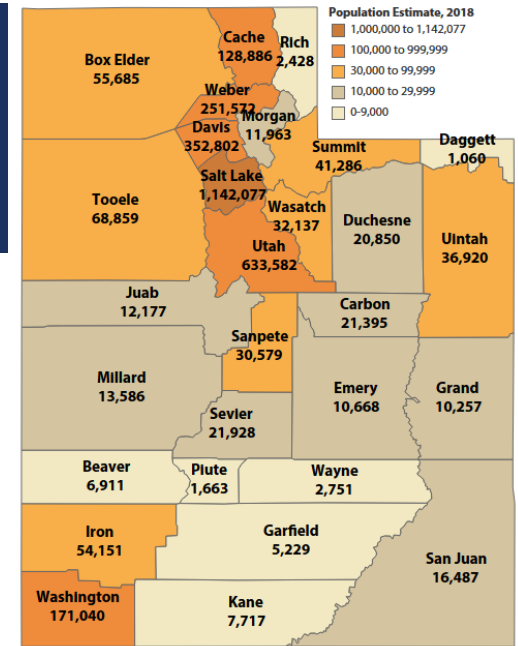 Population Estimate, 2018
1,000,000 to 1,142,077
100,000 to 999,999
30,000 to 99,999
10,000 to 29,999
0-9,000
Box Elder
55,685
Cache
128,886
Rich
2,428
Weber
251,572
Morgan
11,963
Davis
352,802
Summit
41,286
Daggett
1,060
Salt Lake
1,142,077
Tooele
68,859
Wasatch
32,137
Duchesne
20,850
Uintah
36,920
Utah
633,582
Juab
12,177
Carbon
21,395
Sanpete
30,579
Millard
13,586
Emery
10,668
Grand
10,257
Sevier
21,928
Beaver
6,911
Piute
1,663
Wayne
2,751
Iron
54,151
Garfield
5,229
San Juan
16,487
Washington
171,040
Kane
7,717